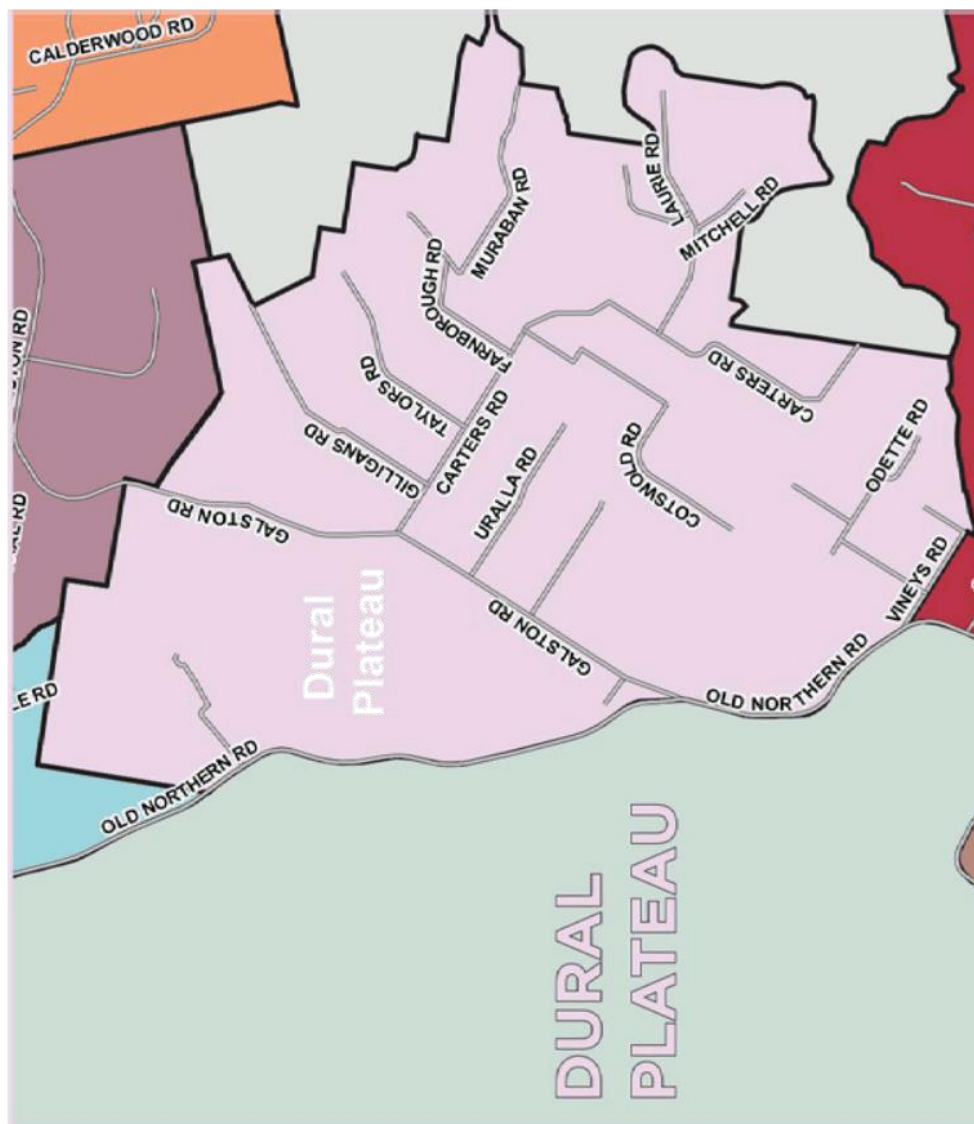 CALDERWOOD RD
LAURIE RD
MURABAN RD
MITCHELL RD
FARNBOROUGH RD
TAYLORS RD
CARTERS RD
CARTERS RD
GILLIGANS RD
ODETTE RD
URALLA RD
COTSWOLD RD
GALSTON RD
VINEYS RD
Dural
Plateau
GALSTON RD
OLD NORTHERN RD
OLD NORTHERN RD
LE RD
DURAL
PLATEAU